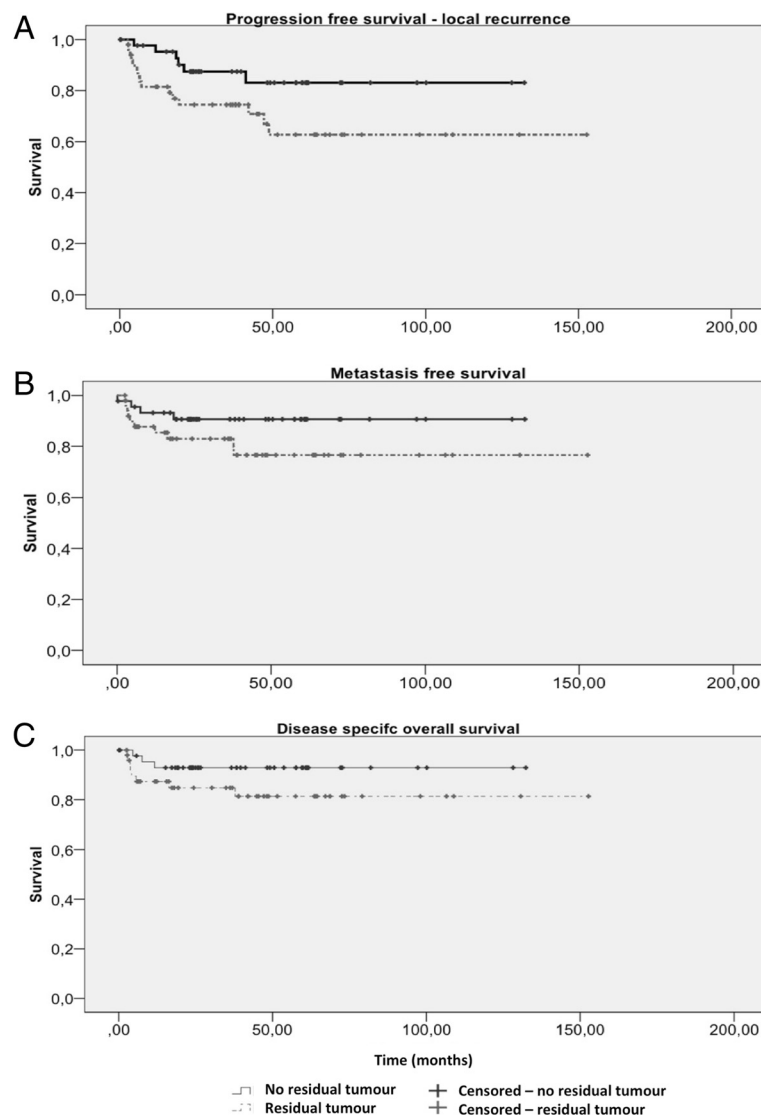 A
Progression free survival - local recurrence
1,0
0,8
0,6
0,4
0,2
0,0
Survival
,00
50,00
100,00
150,00
200,00
B
Metastasis free survival
1,0
0,8
0,6
0,4
0,2
0,0
Survival
,00
50,00
100,00
150,00
200,00
C
Disease specifc overall survival
1,0
0,8
0,6
0,4
0,2
0,0
Survival
,00
50,00
100,00
150,00
200,00
Time (months)
No residual tumour
Censored – no residual tumour
Residual tumour
Censored – residual tumour